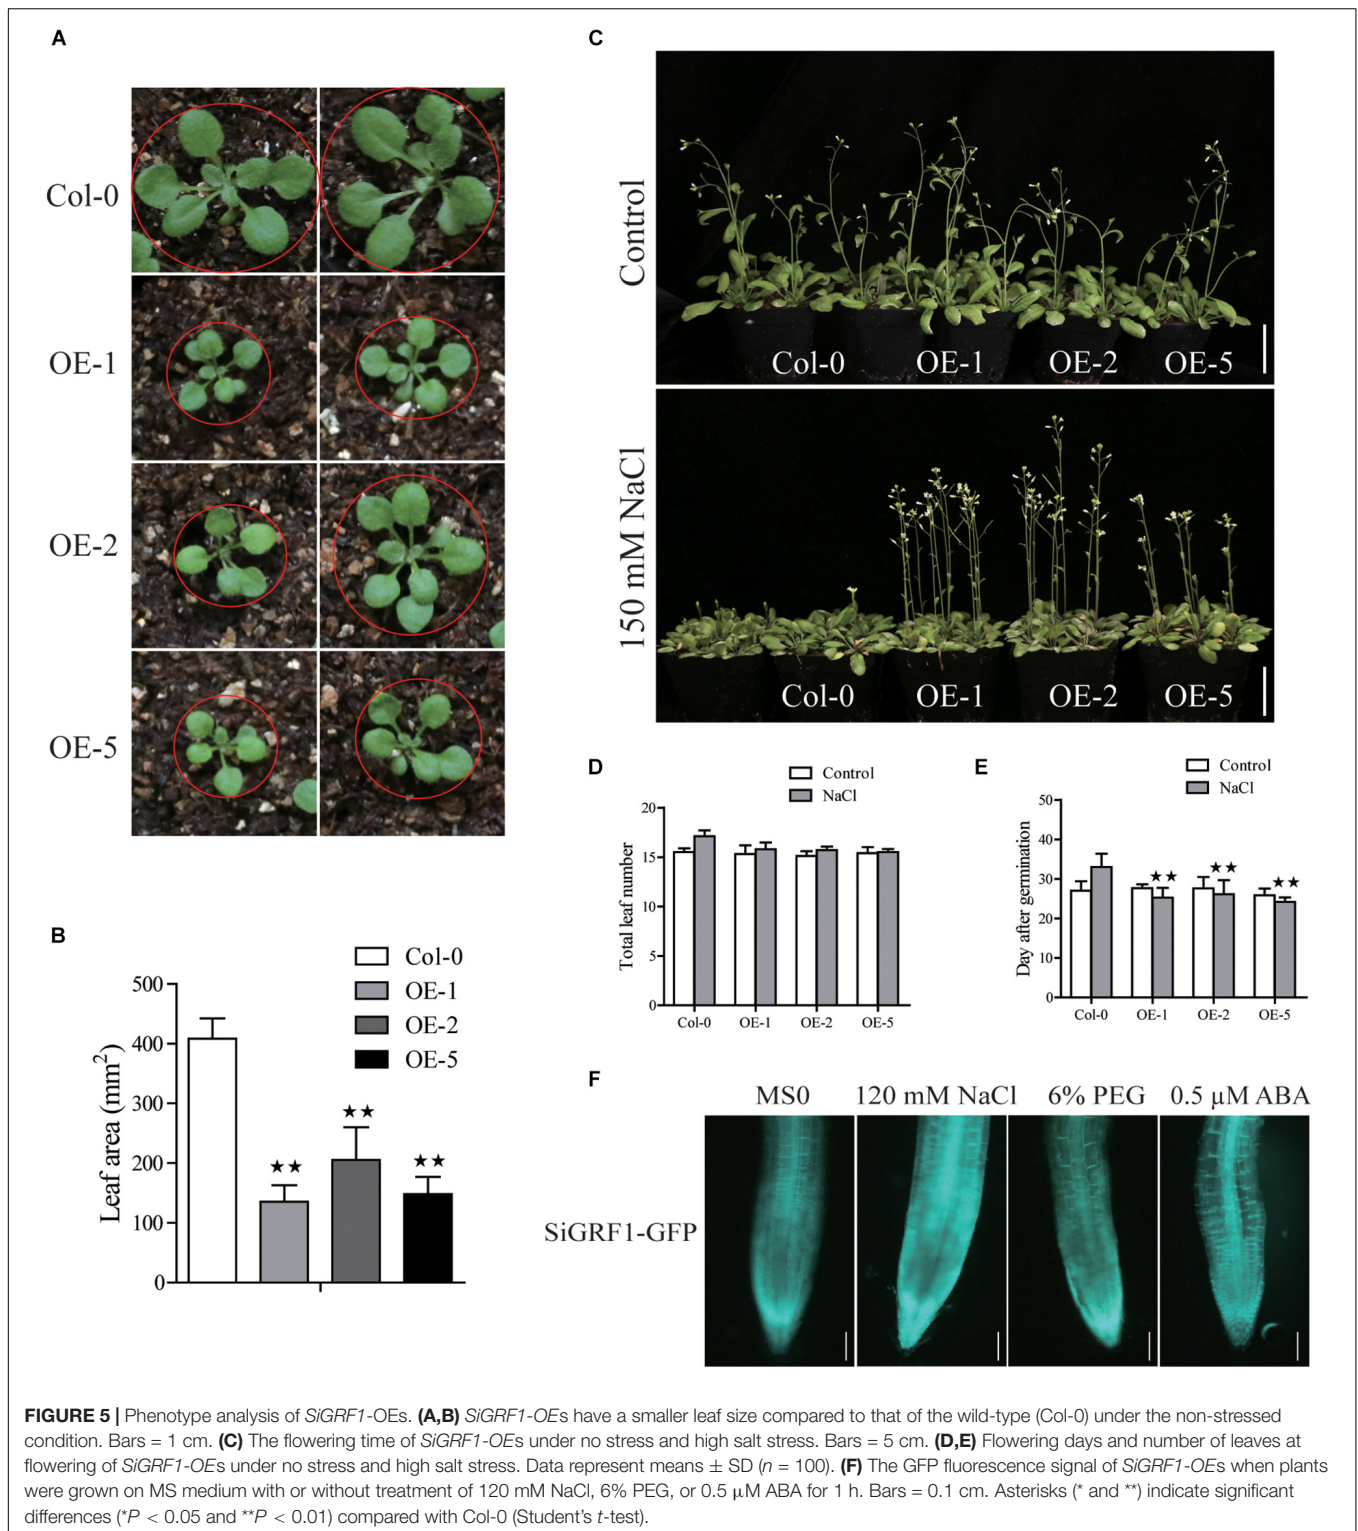 A
Col-0
OE-1
OE-2
OE-5
B
Leaf area (mm2)
500
400
300
200
100
0
Col-0
OE-1
OE-2
OE-5
★★
★★
★★
C
Control
Col-0 OE-1 OE-2 OE-5
150 mM NaCl
Col-0 OE-1 OE-2 OE-5
D
Control
NaCl
Total leaf number
20
15
10
5
0
Col-0 OE-1 OE-2 OE-5
E
Control
NaCl
Day after germination
50
40
30
20
10
0
★★ ★★ ★★
Col-0 OE-1 OE-2 OE-5
F
MS0 120 mM NaCl 6% PEG 0.5 µM ABA
SiGRF1-GFP
FIGURE 5 | Phenotype analysis of SiGRF1-OEs. (A,B) SiGRF1-OEs have a smaller leaf size compared to that of the wild-type (Col-0) under the non-stressed
condition. Bars = 1 cm. (C) The flowering time of SiGRF1-OEs under no stress and high salt stress. Bars = 5 cm. (D,E) Flowering days and number of leaves at
flowering of SiGRF1-OEs under no stress and high salt stress. Data represent means ± SD (n = 100). (F) The GFP fluorescence signal of SiGRF1-OEs when plants
were grown on MS medium with or without treatment of 120 mM NaCl, 6% PEG, or 0.5 µM ABA for 1 h. Bars = 0.1 cm. Asterisks (* and **) indicate significant
differences (*P < 0.05 and **P < 0.01) compared with Col-0 (Student's t-test).